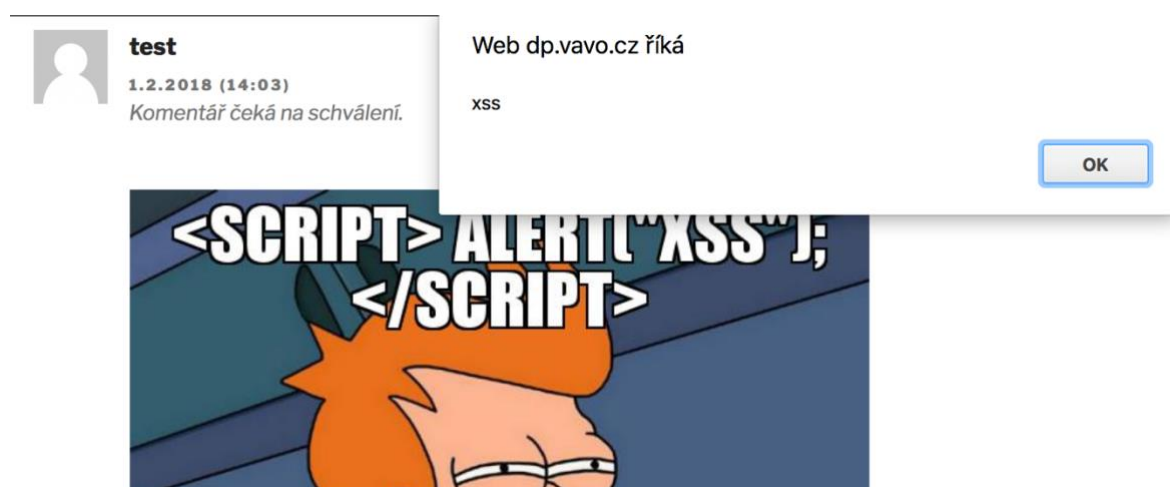 test
1.2.2018 (14:03)
Komentář čeká na schválení.
Web dp.vavo.cz říká
xss
OK
<SCRIPT> ALERT("XSS");
</SCRIPT>